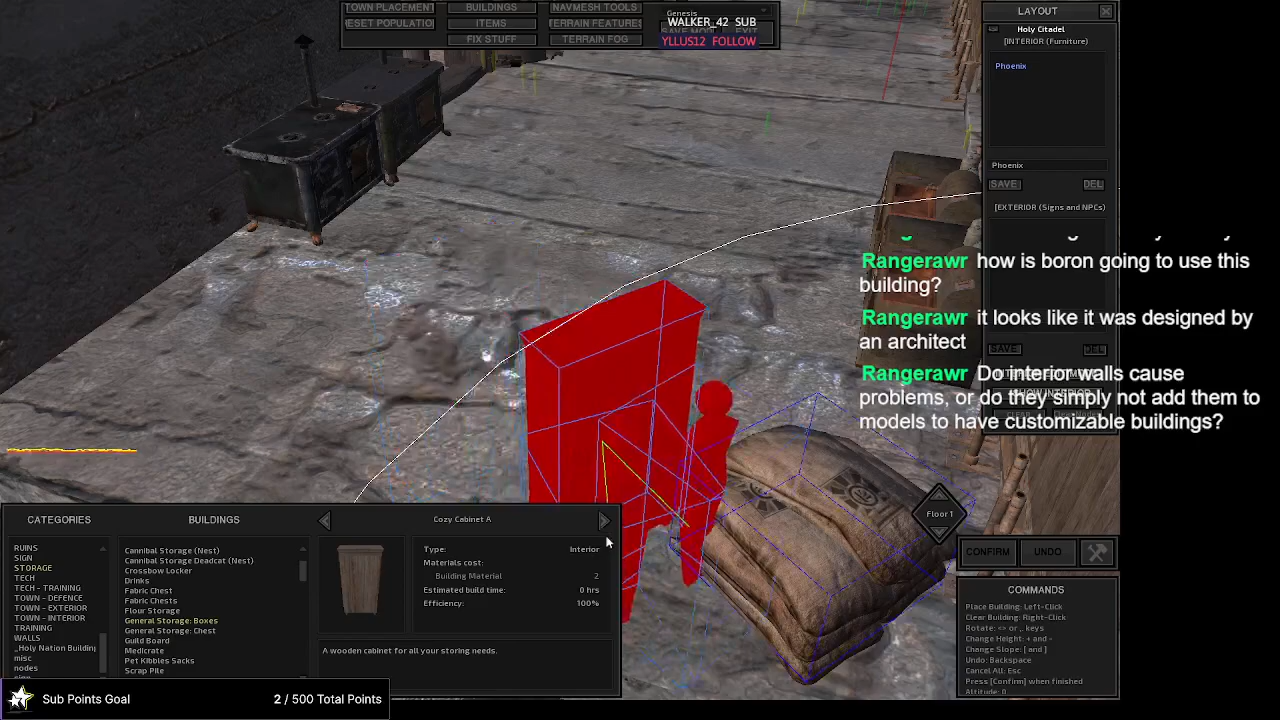 TOWN PLACEMENT
BUILDINGS
NAVMESH TOOLS
RESET POPULATIO
ITEMS
TERRAIN FEATURES
FIX STUFF
TERRAIN FOG
Genesis
WALKER_42 SUB
YLLUS12 FOLLOW
LAYOUT
Holy Citadel
[INTERIOR (Furniture)
Phoenix
Phoenix
SAVE
DEL
[EXTERIOR (Signs and NPCs)
Rangerawr how is boron going to use this
building?
Rangerawr it looks like it was designed by
an architect
Rangerawr Do interior walls cause
problems, or do they simply not add them to
models to have customizable buildings?
SAVE
DEL
Floor 1
CONFIRM
UNDO
COMMANDS
Place Building: Left-Click
Clear Building: Right-Click
Rotate: <> or ,. keys
Change Height: + and -
Change Slope: [ and ]
Undo: Backspace
Cancel All: Esc
Press [Confirm] when finished
Altitude: 0
CATEGORIES
RUINS
SIGN
STORAGE
TECH
TECH - TRAINING
TOWN - DEFENCE
TOWN - EXTERIOR
TOWN - INTERIOR
TRAINING
WALLS
_Holy Nation Building
misc
nodes
BUILDINGS
Cannibal Storage (Nest)
Cannibal Storage Deadcat (Nest)
Crossbow Locker
Drinks
Fabric Chest
Fabric Chests
Flour Storage
General Storage: Boxes
General Storage: Chest
Guild Board
Medicrate
Pet Kibbles Sacks
Scrap Pile
Cozy Cabinet A
Type: Interior
Materials cost:
Building Material 2
Estimated build time: 0 hrs
Efficiency: 100%
A wooden cabinet for all your storing needs.
Sub Points Goal
2 / 500 Total Points